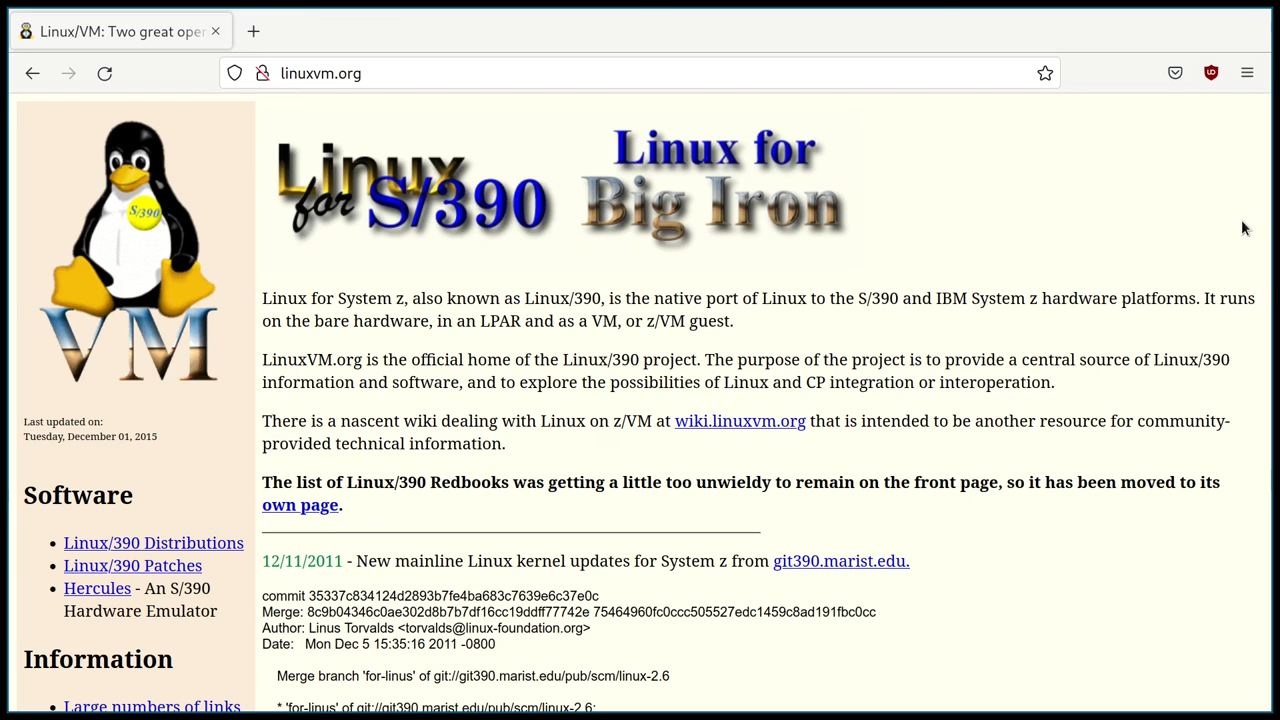 Linux/VM: Two great oper
linuxvm.org
S/390
VM
Last updated on:
Tuesday, December 01, 2015
Software
Linux/390 Distributions
Linux/390 Patches
Hercules - An S/390
Hardware Emulator
Information
Large numbers of links
Linux
for S/390
Linux for
Big Iron
Linux for System z, also known as Linux/390, is the native port of Linux to the S/390 and IBM System z hardware platforms. It runs
on the bare hardware, in an LPAR and as a VM, or z/VM guest.
LinuxVM.org is the official home of the Linux/390 project. The purpose of the project is to provide a central source of Linux/390
information and software, and to explore the possibilities of Linux and CP integration or interoperation.
There is a nascent wiki dealing with Linux on z/VM at wiki.linuxvm.org that is intended to be another resource for community-
provided technical information.
The list of Linux/390 Redbooks was getting a little too unwieldy to remain on the front page, so it has been moved to its
own page.
12/11/2011 - New mainline Linux kernel updates for System z from git390.marist.edu.
commit 35337c834124d2893b7fe4ba683c7639e6c37e0c
Merge: 8c9b04346c0ae302d8b7b7df16cc19ddff77742e 75464960fc0ccc505527edc1459c8ad191fbc0cc
Author: Linus Torvalds <torvalds@linux-foundation.org>
Date: Mon Dec 5 15:35:16 2011 -0800
Merge branch 'for-linus' of git://git390.marist.edu/pub/scm/linux-2.6
* 'for-linus' of git://git390.marist.edu/pub/scm/linux-2.6: